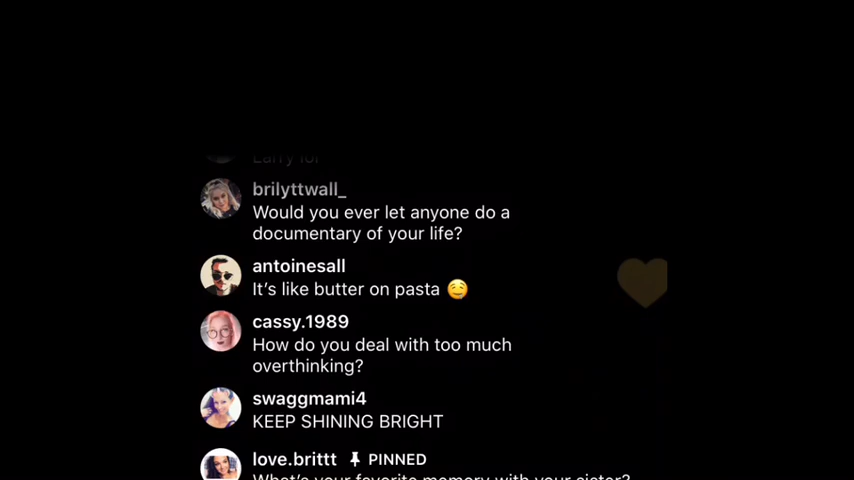 Larry lol
brilyttwall_
Would you ever let anyone do a
documentary of your life?
antoinesall
It's like butter on pasta 🤤
cassy.1989
How do you deal with too much
overthinking?
swaggmami4
KEEP SHINING BRIGHT
love.brittt PINNED
What's your favorite memory with your sister?